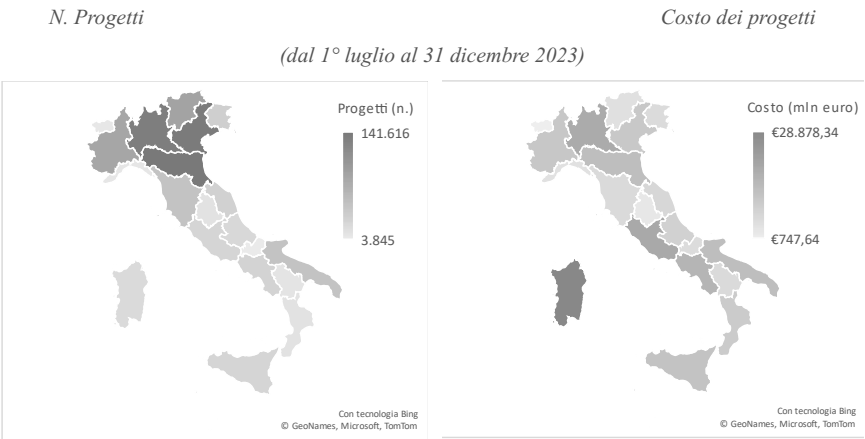 N. Progetti
Costo dei progetti
(dal 1° luglio al 31 dicembre 2023)
Progetti (n.)
141.616
3.845
Con tecnologia Bing
© GeoNames, Microsoft, TomTom
Costo (mln euro)
€28.878,34
€747,64
Con tecnologia Bing
© GeoNames, Microsoft, TomTom